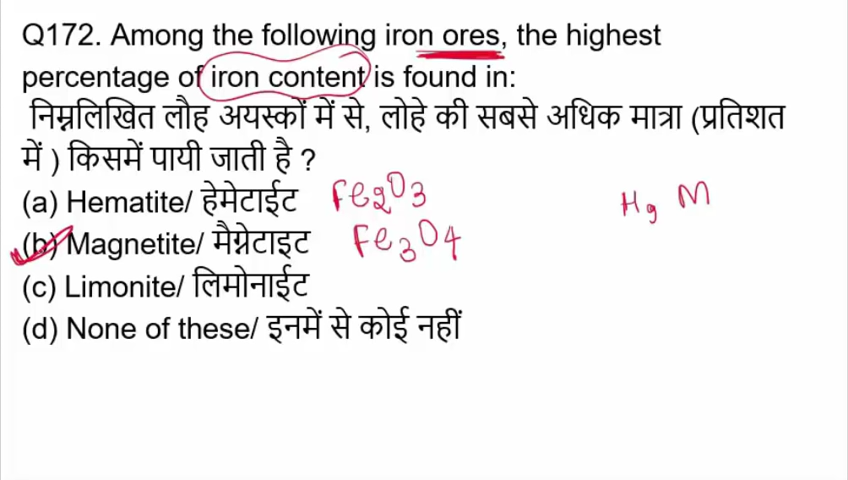 Q172. Among the following iron ores, the highest
percentage of iron content is found in:
निम्नलिखित लौह अयस्कों में से, लोहे की सबसे अधिक मात्रा (प्रतिशत
में ) किसमें पायी जाती है ?
(a) Hematite/ हेमेटाईट Fe2O3 Hg M
(b) Magnetite/ मैग्नेटाइट Fe3O4
(c) Limonite/ लिमोनाईट
(d) None of these/ इनमें से कोई नहीं